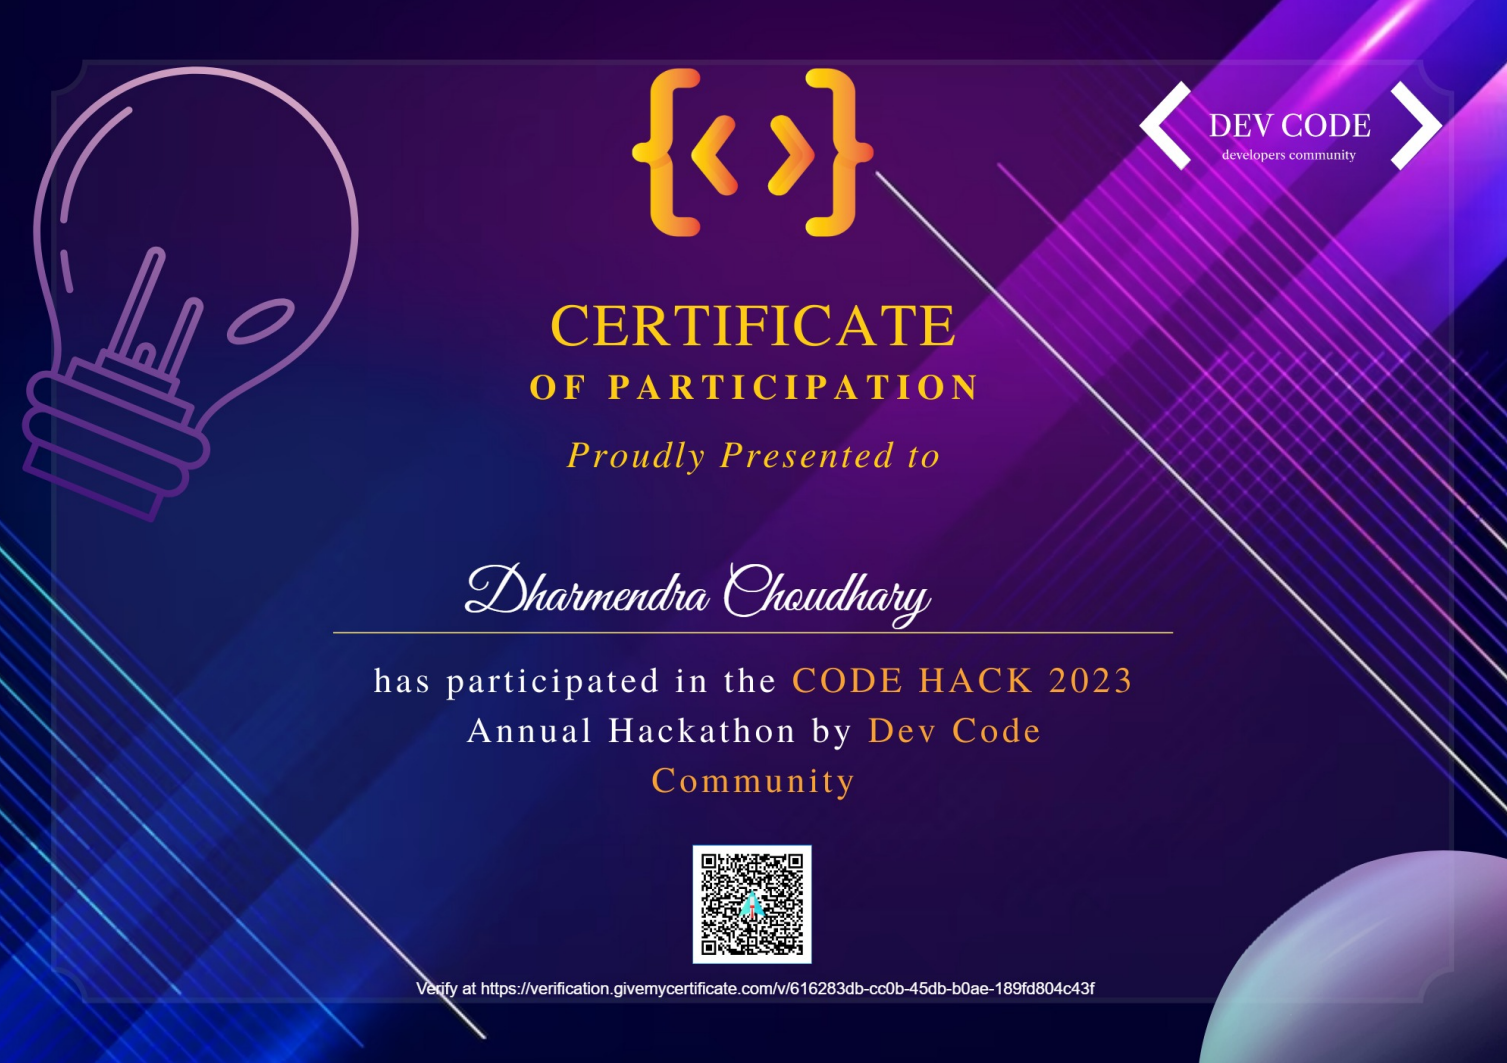 DEV CODE
developers community
CERTIFICATE
OF PARTICIPATION
Proudly Presented to
Dharmendra Choudhary
has participated in the CODE HACK 2023
Annual Hackathon by Dev Code
Community
Verify at https://verification.givemycertificate.com/v/616283db-cc0b-45db-b0ae-189fd804c43f